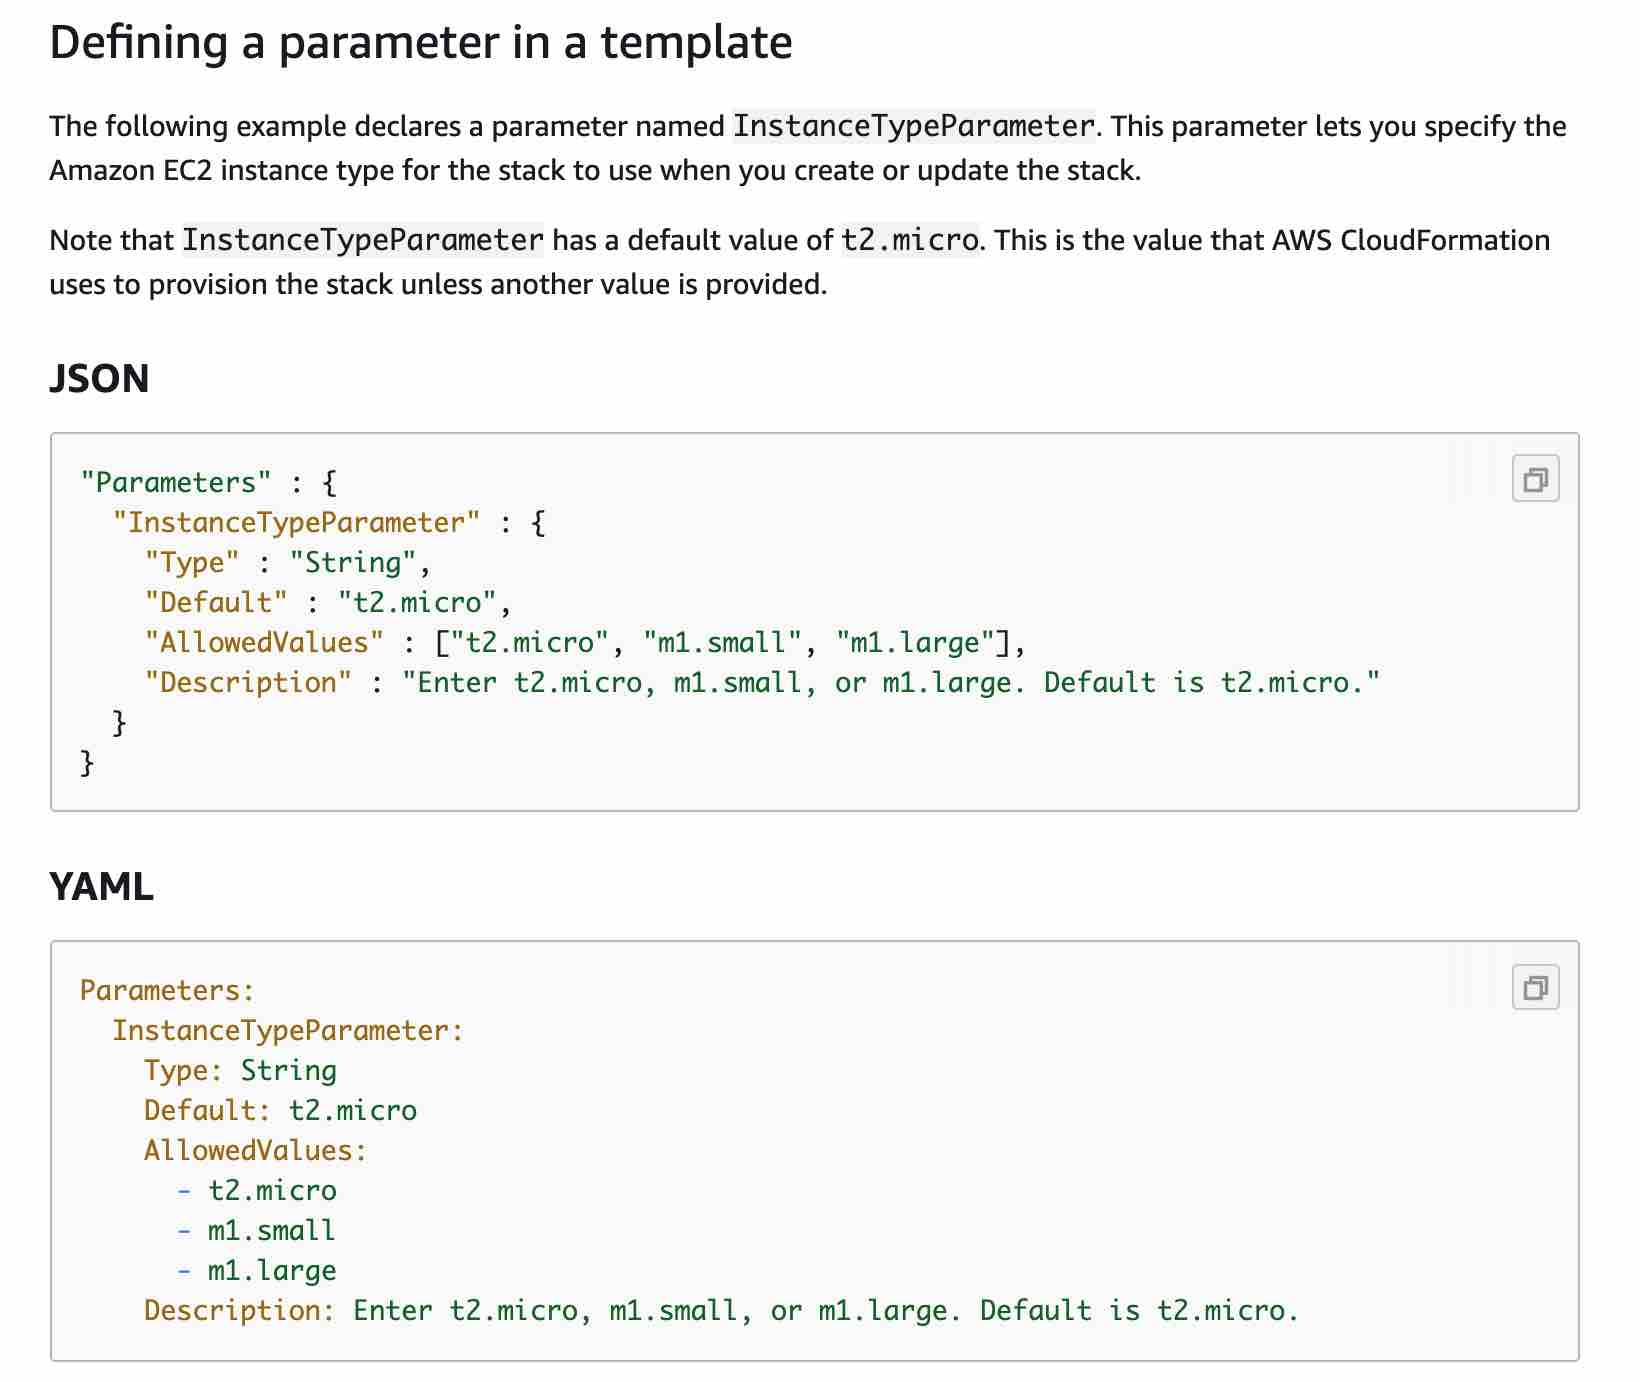 Defining a parameter in a template
The following example declares a parameter named InstanceTypeParameter. This parameter lets you specify the
Amazon EC2 instance type for the stack to use when you create or update the stack.
Note that InstanceTypeParameter has a default value of t2.micro. This is the value that AWS CloudFormation
uses to provision the stack unless another value is provided.
JSON
"Parameters" : {
  "InstanceTypeParameter" : {
    "Type" : "String",
    "Default" : "t2.micro",
    "AllowedValues" : ["t2.micro", "m1.small", "m1.large"],
    "Description" : "Enter t2.micro, m1.small, or m1.large. Default is t2.micro."
  }
}
YAML
Parameters:
  InstanceTypeParameter:
    Type: String
    Default: t2.micro
    AllowedValues:
      - t2.micro
      - m1.small
      - m1.large
    Description: Enter t2.micro, m1.small, or m1.large. Default is t2.micro.